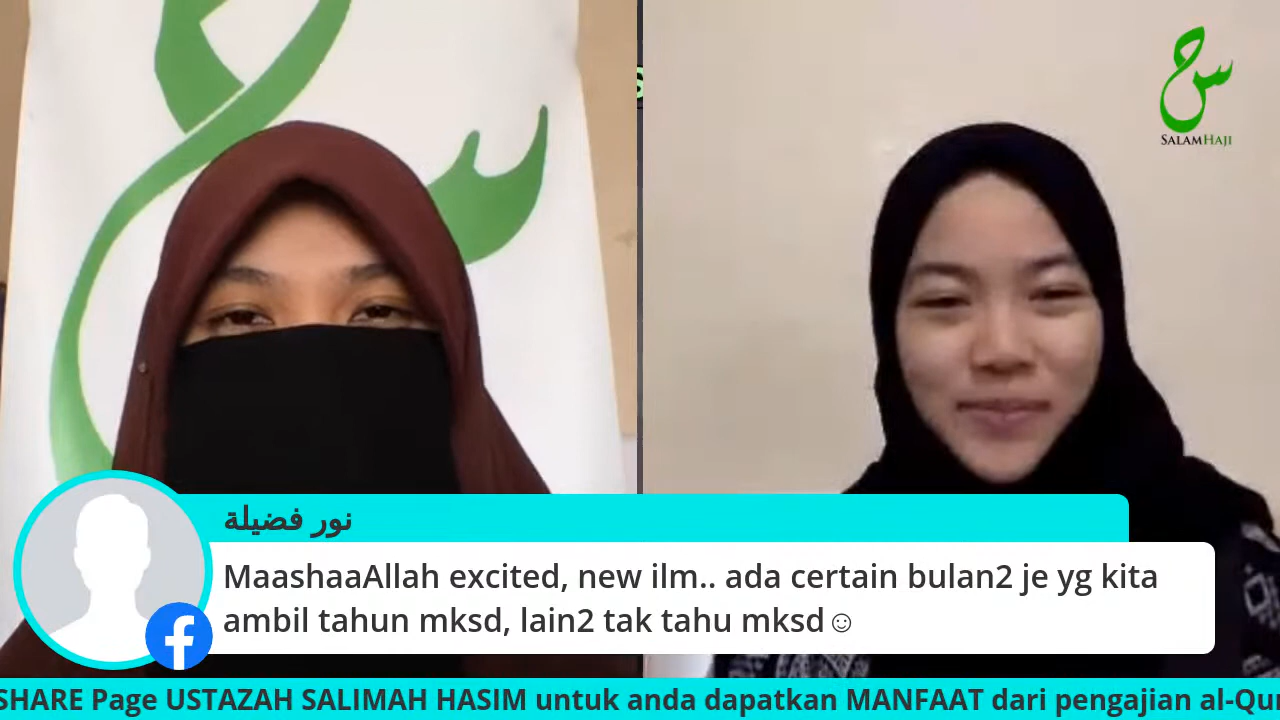 SALAMHAJI
نور فضيلة
MaashaaAllah excited, new ilm.. ada certain bulan2 je yg kita
ambil tahun mksd, lain2 tak tahu mksd☺
SHARE Page USTAZAH SALIMAH HASIM untuk anda dapatkan MANFAAT dari pengajian al-Qur